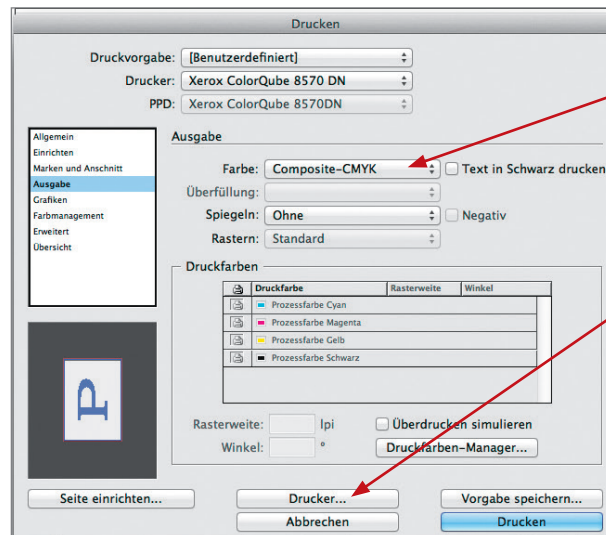 Drucken
Druckvorgabe: [Benutzerdefiniert]
Drucker: Xerox ColorQube 8570 DN
PPD: Xerox ColorQube 8570DN
Allgemein
Einrichten
Marken und Anschnitt
Ausgabe
Grafiken
Farbmanagement
Erweitert
Übersicht
Ausgabe
Farbe: Composite-CMYK Text in Schwarz drucken
Überfüllung:
Spiegeln: Ohne Negativ
Rastern: Standard
Druckfarben
Druckfarbe Rasterweite Winkel
Prozessfarbe Cyan
Prozessfarbe Magenta
Prozessfarbe Gelb
Prozessfarbe Schwarz
P
Rasterweite: lpi Überdrucken simulieren
Winkel: ° Druckfarben-Manager...
Seite einrichten... Drucker... Vorgabe speichern...
Abbrechen Drucken